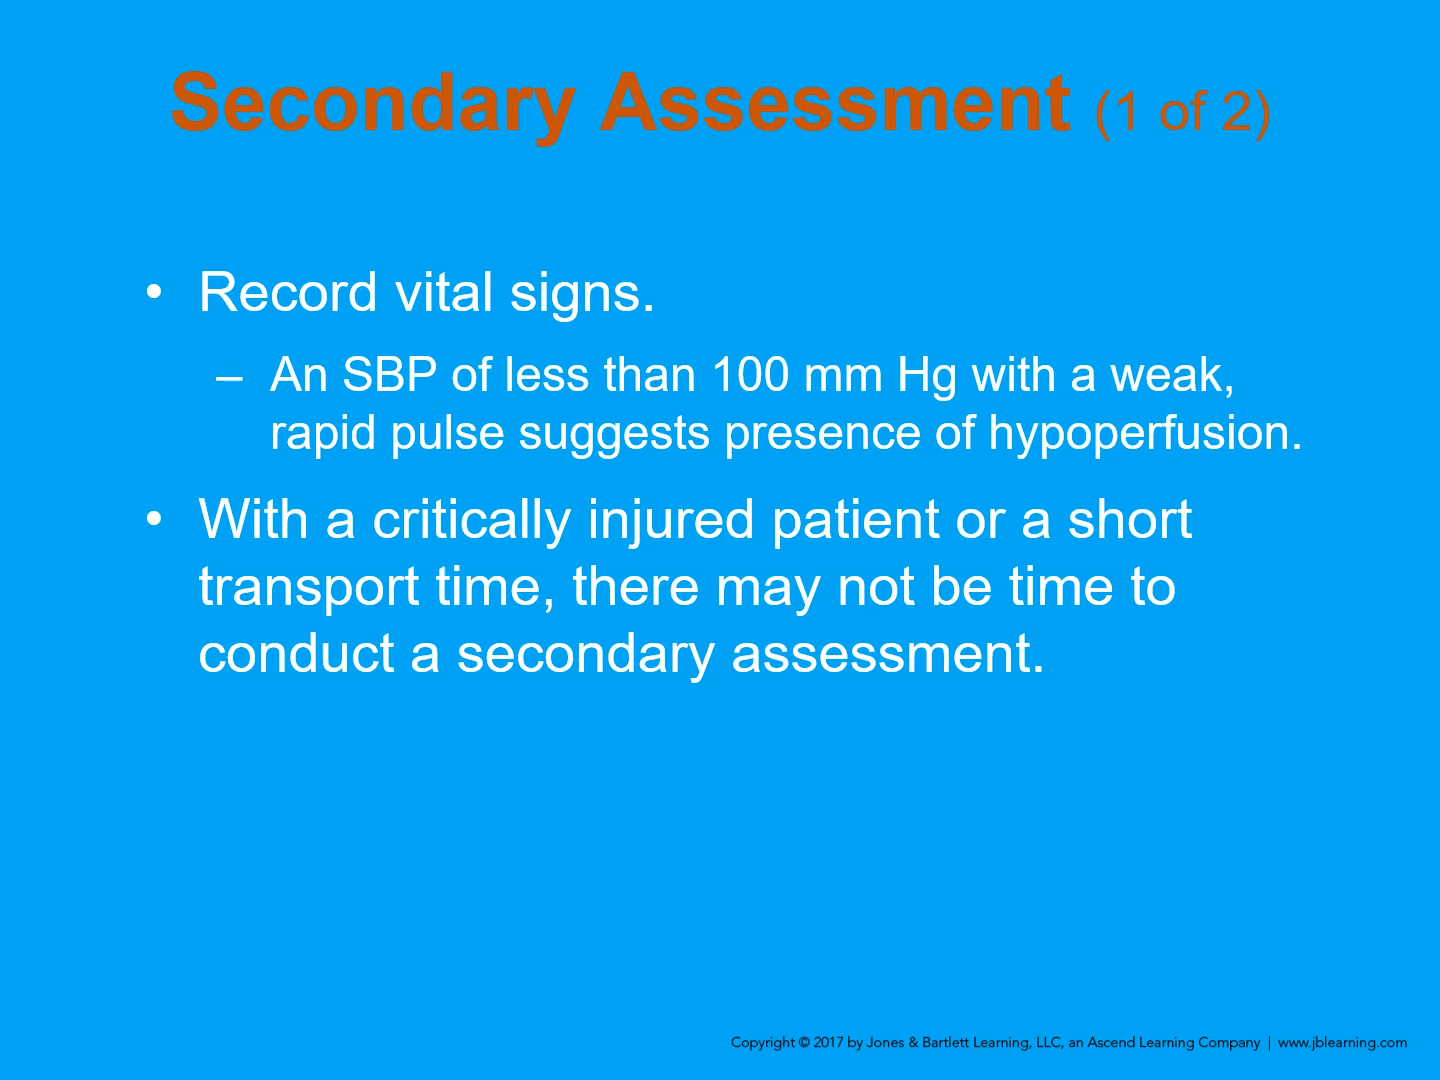 Secondary Assessment (1 of 2)
• Record vital signs.
– An SBP of less than 100 mm Hg with a weak,
rapid pulse suggests presence of hypoperfusion.
• With a critically injured patient or a short
transport time, there may not be time to
conduct a secondary assessment.
Copyright © 2017 by Jones & Bartlett Learning, LLC, an Ascend Learning Company | www.jblearning.com